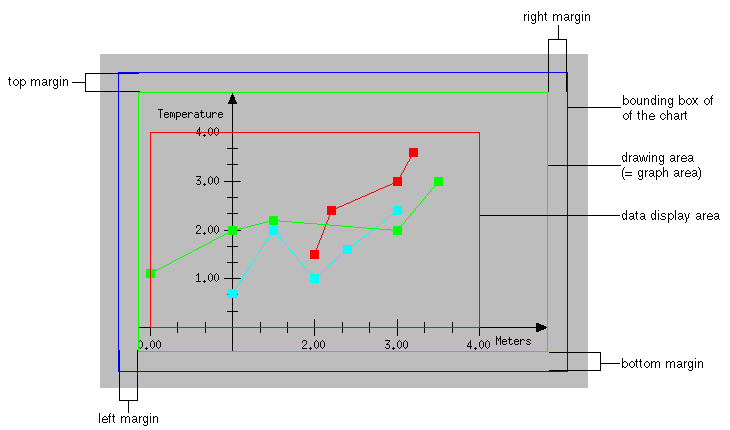 right margin
top margin
bounding box of
of the chart
Temperature
4.00
drawing area
(= graph area)
3.00
data display area
2.00
1.00
0.00
2.00
3.00
4.00
Meters
bottom margin
left margin